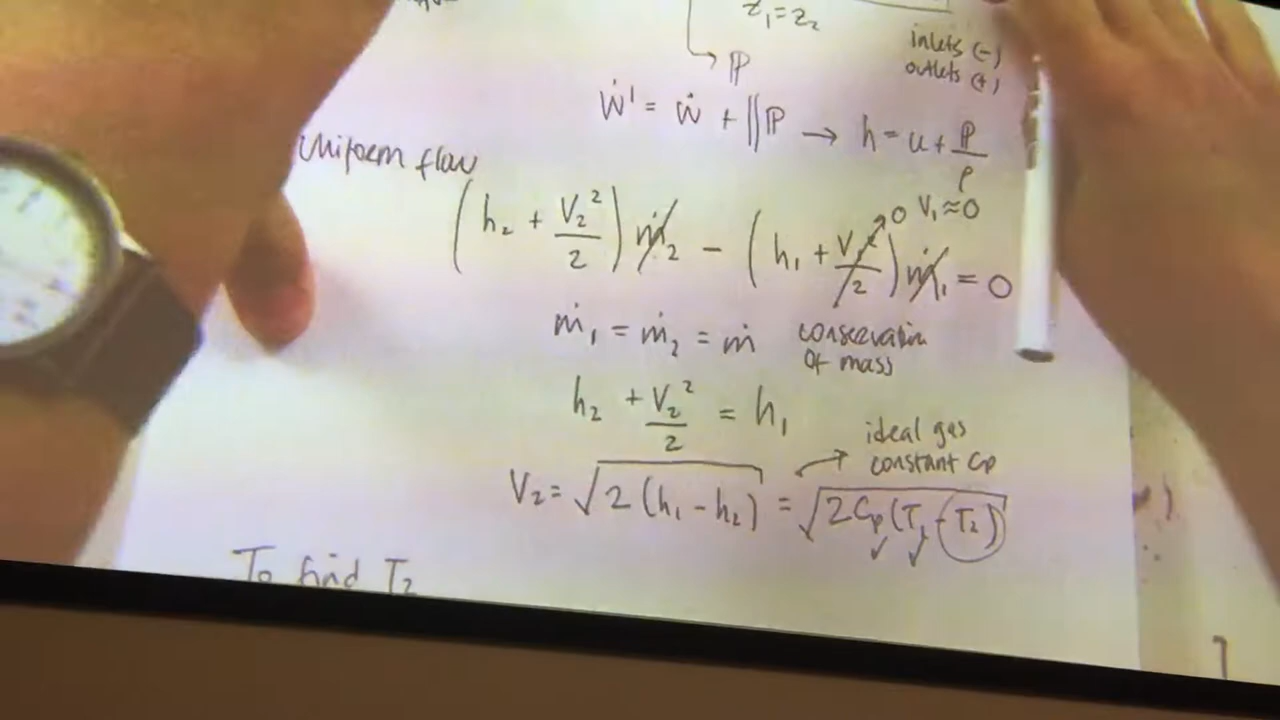 z₁ = z₂
inlets (-)
outlets (+)
ℙ
Ẇ' = Ẇ + ∫∫ℙ → h = u + ℙ/ρ
Uniform flow
(h₂ + V₂²/2) ṁ₂ - (h₁ + V₁²/2) ṁ₁ = 0
0 V₁ ≈ 0
ṁ₁ = ṁ₂ = ṁ conservation
of mass
h₂ + V₂²/2 = h₁
ideal gas
constant Cp
V₂ = √2(h₁ - h₂) = √2Cp(T₁ - T₂)
To find T₂